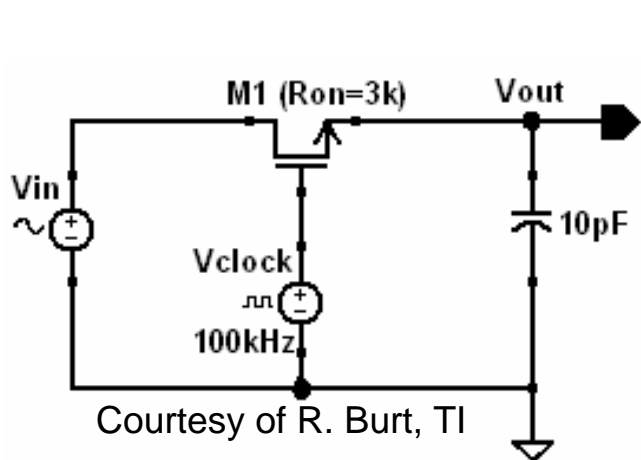 M1 (Ron=3k)
Vout
Vin
10pF
Vclock
100kHz
Courtesy of R. Burt, TI